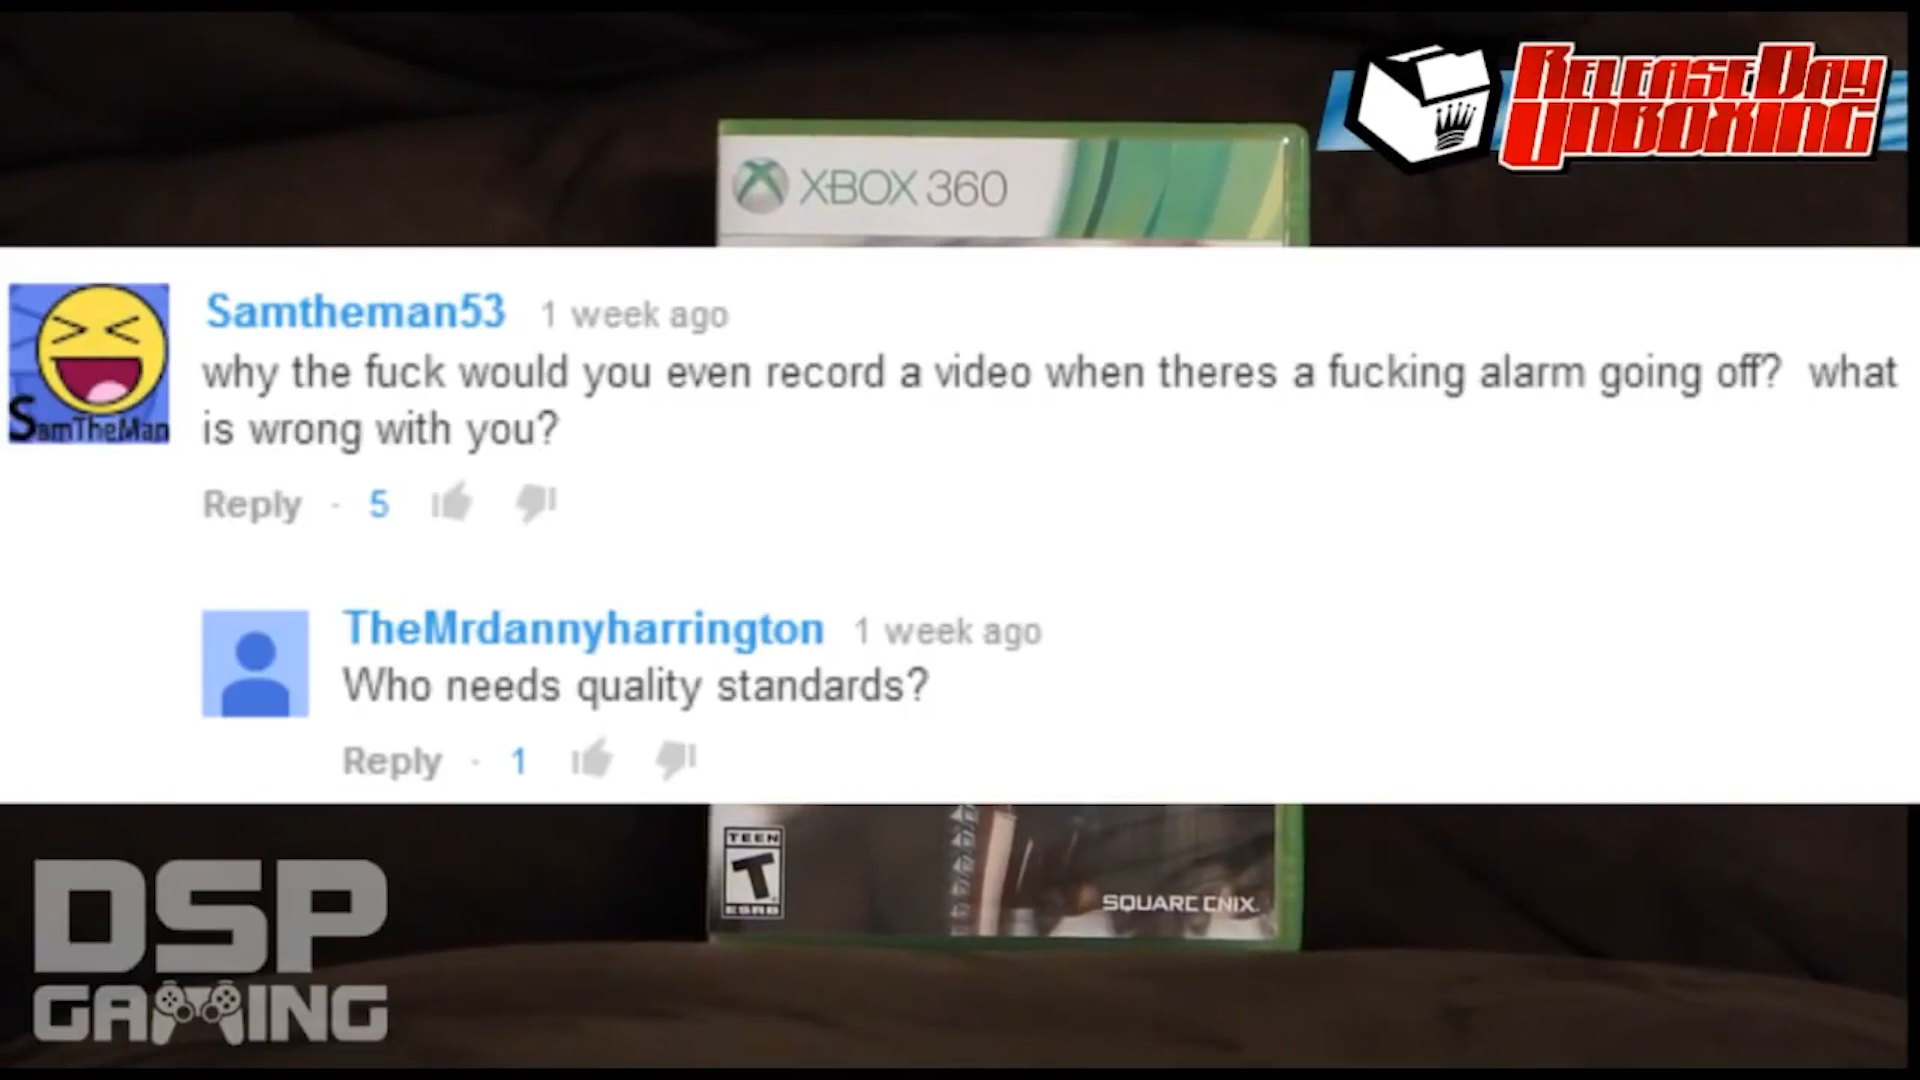 RELEASE DAY
UNBOXING
XBOX 360
Samtheman53 1 week ago
why the fuck would you even record a video when theres a fucking alarm going off? what
is wrong with you?
Reply · 5
SamTheMan
TheMrdannyharrington 1 week ago
Who needs quality standards?
Reply · 1
TEEN
T
ESRB
SQUARE ENIX.
DSP
GAMING